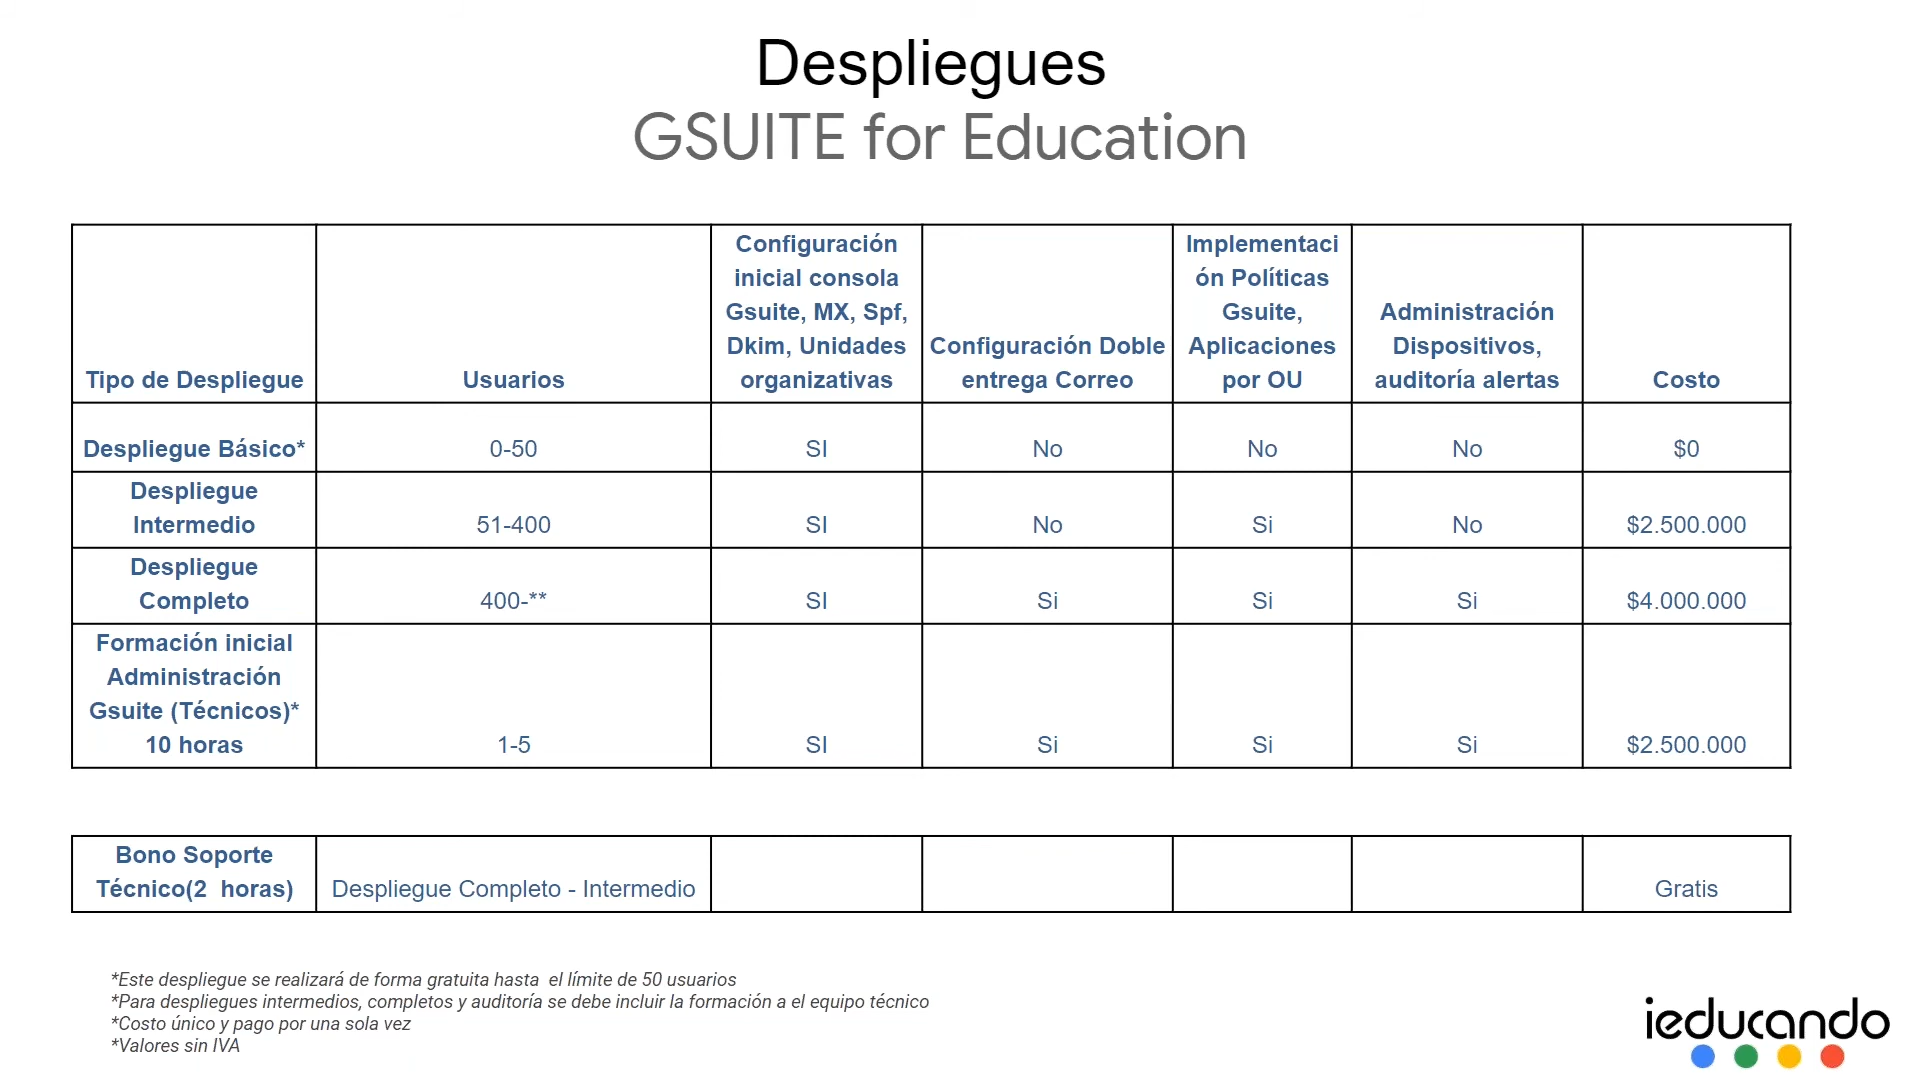 Despliegues
GSUITE for Education
Tipo de Despliegue
Usuarios
Configuración
inicial consola
Gsuite, MX, Spf,
Dkim, Unidades
organizativas
Configuración Doble
entrega Correo
Implementaci
ón Políticas
Gsuite,
Aplicaciones
por OU
Administración
Dispositivos,
auditoría alertas
Costo
Despliegue Básico*
0-50
SI
No
No
No
$0
Despliegue
Intermedio
51-400
SI
No
Si
No
$2.500.000
Despliegue
Completo
400-**
SI
Si
Si
Si
$4.000.000
Formación inicial
Administración
Gsuite (Técnicos)*
10 horas
1-5
SI
Si
Si
Si
$2.500.000
Bono Soporte
Técnico(2  horas)
Despliegue Completo - Intermedio
Gratis
*Este despliegue se realizará de forma gratuita hasta  el límite de 50 usuarios
*Para despliegues intermedios, completos y auditoría se debe incluir la formación a el equipo técnico
*Costo único y pago por una sola vez
*Valores sin IVA
ieducando